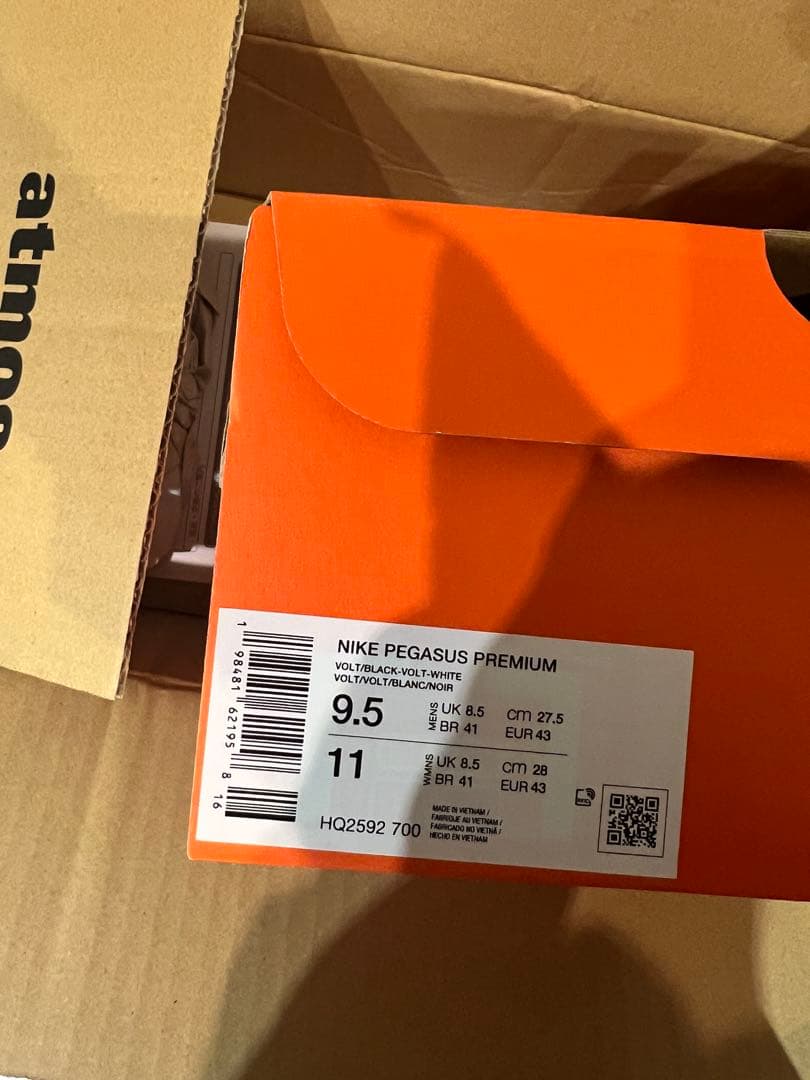 atmos
NIKE PEGASUS PREMIUM
VOLT/BLACK-VOLT-WHITE
VOLT/VOLT/BLANC/NOIR
9.5 MENS UK 8.5 cm 27.5
BR 41 EUR 43
11 WMNS UK 8.5 cm 28
BR 41 EUR 43
HQ2592 700
MADE IN VIETNAM /
FABRIQUE AU VIETNAM /
FABRICADO NO VIETNÃ /
HECHO EN VIETNAM
1 98481 62195 8 16